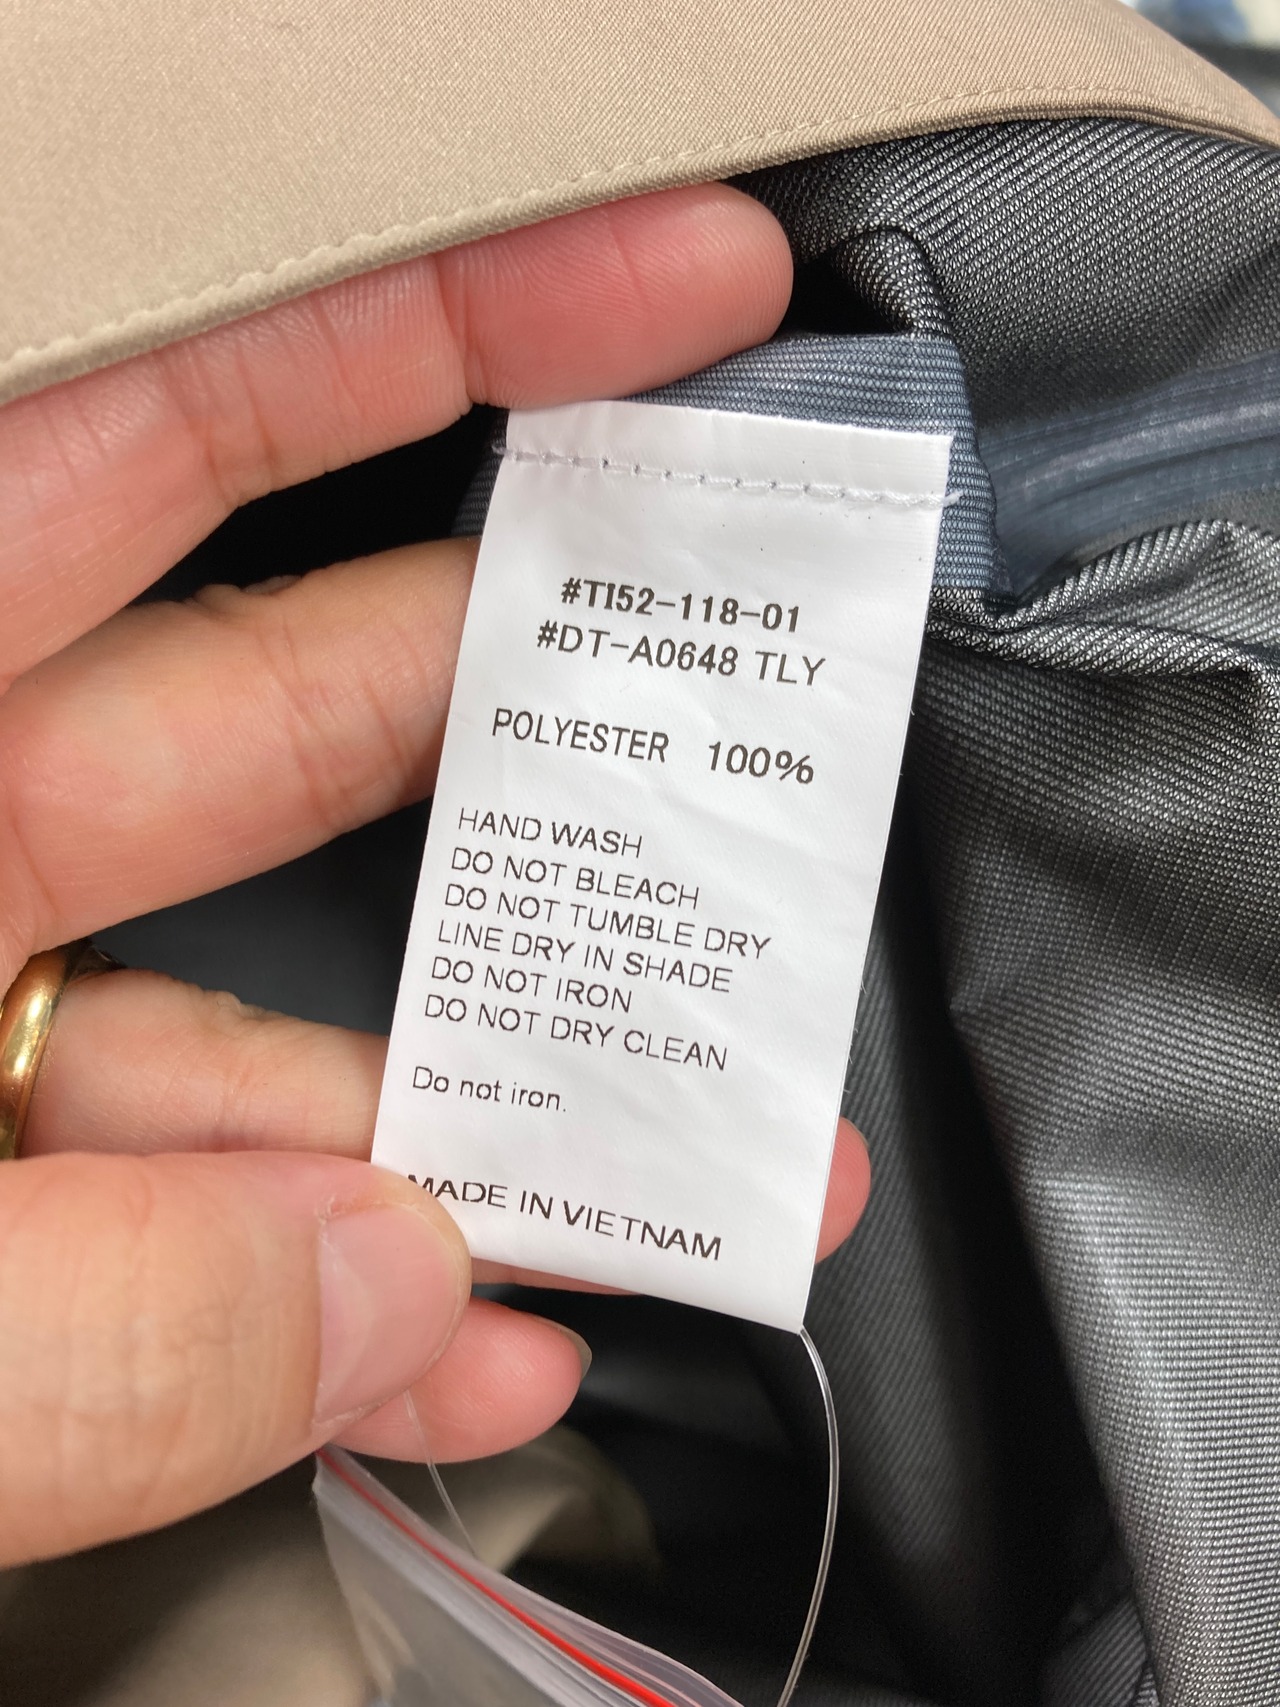 #TI52-118-01
#DT-A0648 TLY
POLYESTER 100%
HAND WASH
DO NOT BLEACH
DO NOT TUMBLE DRY
LINE DRY IN SHADE
DO NOT IRON
DO NOT DRY CLEAN
Do not iron.
MADE IN VIETNAM